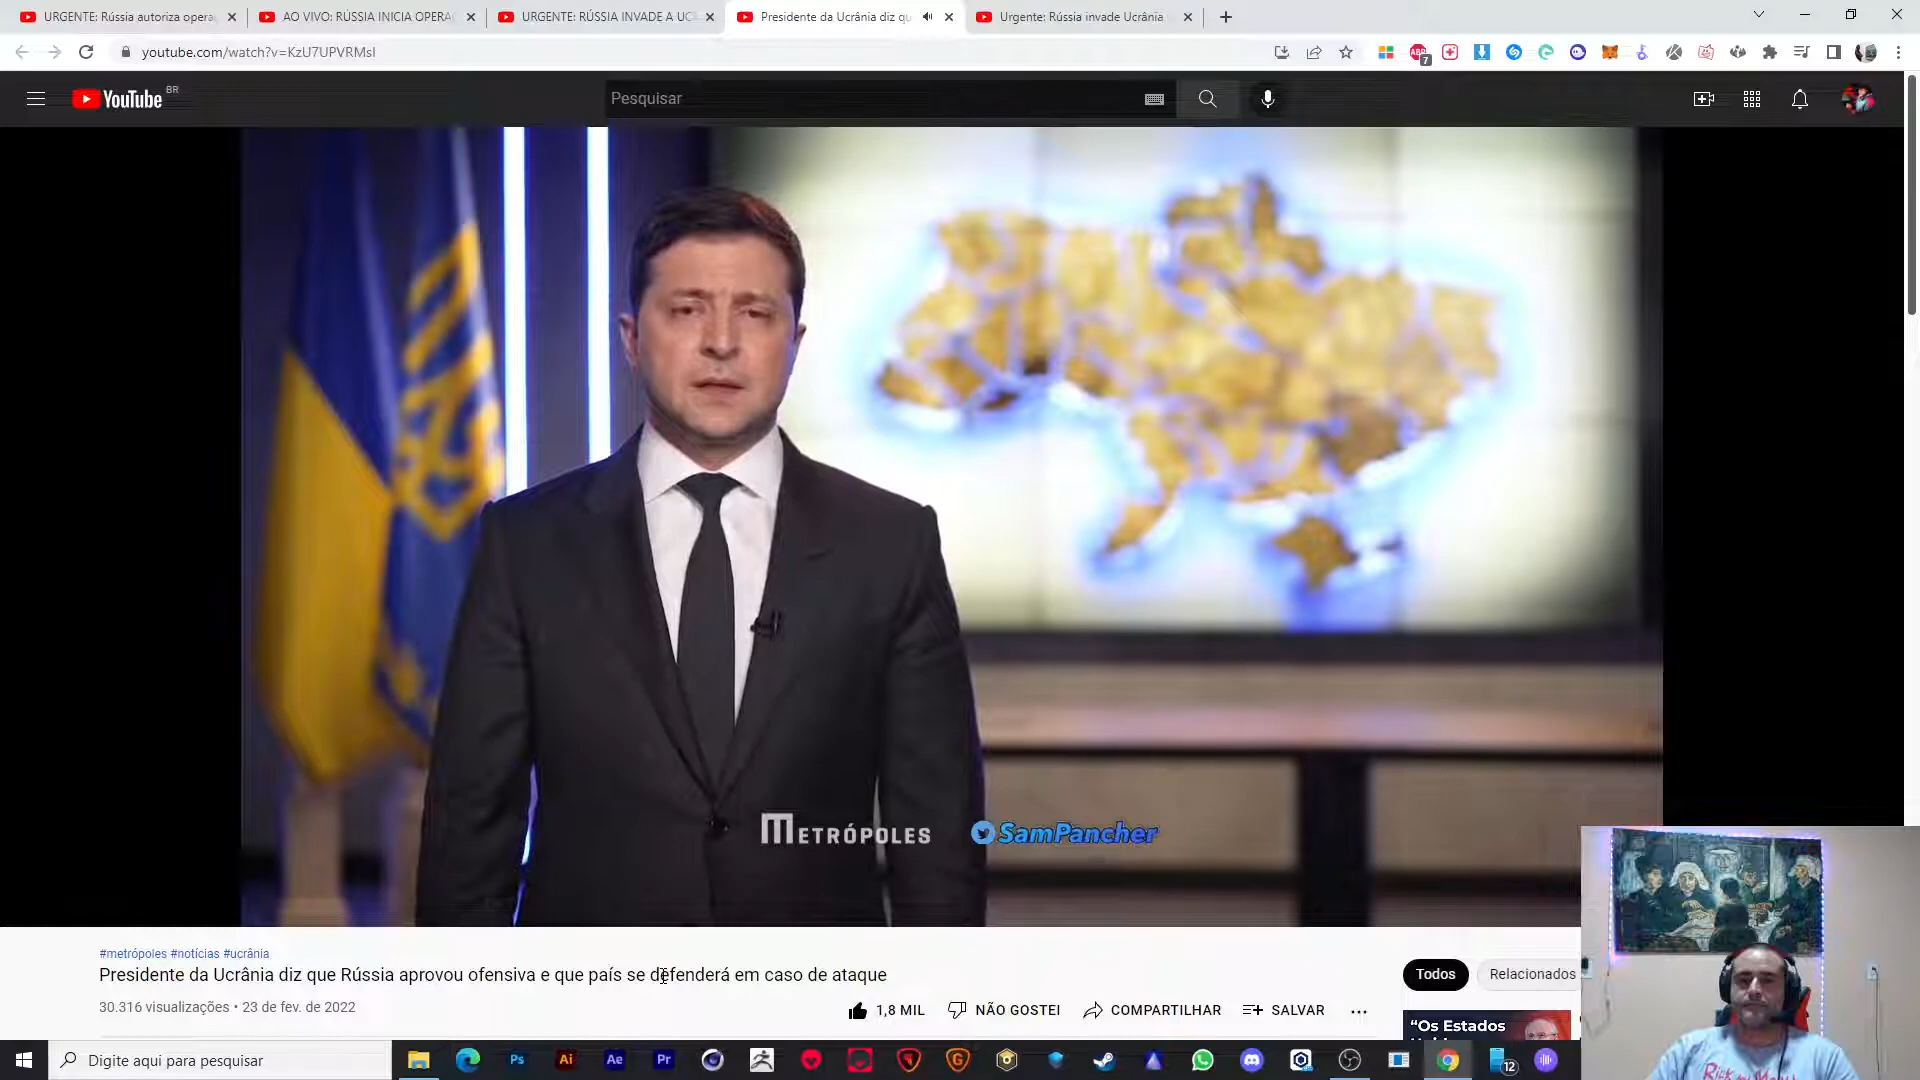 URGENTE: Rússia autoriza opera
AO VIVO: RÚSSIA INICIA OPERA
URGENTE: RÚSSIA INVADE A UC
Presidente da Ucrânia diz qu
Urgente: Rússia invade Ucrânia
youtube.com/watch?v=KzU7UPVRMsI
7
YouTube BR
Pesquisar
METRÓPOLES
SamPancher
#metrópoles #notícias #ucrânia
Presidente da Ucrânia diz que Rússia aprovou ofensiva e que país se defenderá em caso de ataque
30.316 visualizações • 23 de fev. de 2022
1,8 MIL
NÃO GOSTEI
COMPARTILHAR
SALVAR
Todos
Relacionados
“Os Estados
Digite aqui para pesquisar
Ps
Ai
Ae
Pr
12